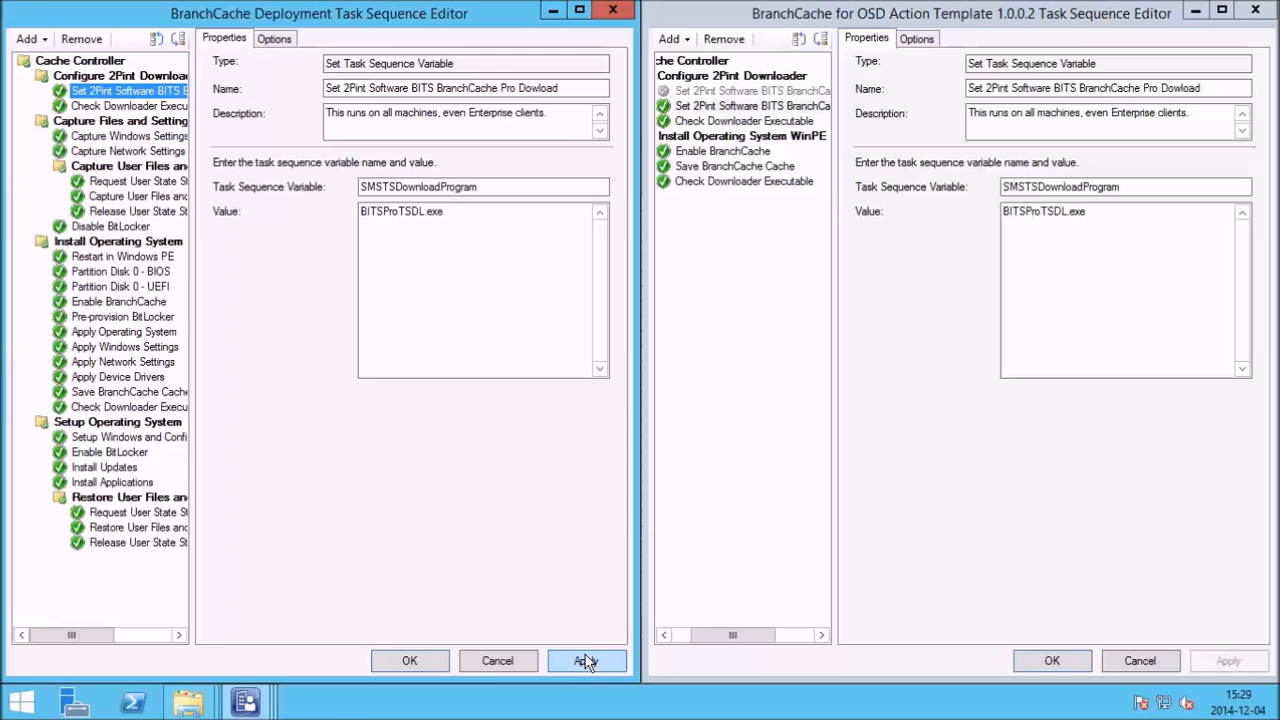 BranchCache Deployment Task Sequence Editor
Add
Remove
Cache Controller
Configure 2Pint Downloa
Set 2Pint Software BITS B
Check Downloader Execu
Capture Files and Setting
Capture Windows Settings
Capture Network Settings
Capture User Files an
Request User State S
Capture User Files an
Release User State S
Disable BitLocker
Install Operating System
Restart in Windows PE
Partition Disk 0 - BIOS
Partition Disk 0 - UEFI
Enable BranchCache
Pre-provision BitLocker
Apply Operating System
Apply Windows Settings
Apply Network Settings
Apply Device Drivers
Save BranchCache Cache
Check Downloader Execu
Setup Operating System
Setup Windows and Confi
Enable BitLocker
Install Updates
Install Applications
Restore User Files an
Request User State S
Restore User Files and
Release User State St
Properties
Options
Type:
Set Task Sequence Variable
Name:
Set 2Pint Software BITS BranchCache Pro Dowload
Description:
This runs on all machines, even Enterprise clients.
Enter the task sequence variable name and value.
Task Sequence Variable:
SMSTSDownloadProgram
Value:
BITSProTSDL.exe
OK
Cancel
Apply
BranchCache for OSD Action Template 1.0.0.2 Task Sequence Editor
Add
Remove
che Controller
Configure 2Pint Downloader
Set 2Pint Software BITS BranchCa
Set 2Pint Software BITS BranchCa
Check Downloader Executable
Install Operating System WinPE
Enable BranchCache
Save BranchCache Cache
Check Downloader Executable
Properties
Options
Type:
Set Task Sequence Variable
Name:
Set 2Pint Software BITS BranchCache Pro Dowload
Description:
This runs on all machines, even Enterprise clients.
Enter the task sequence variable name and value.
Task Sequence Variable:
SMSTSDownloadProgram
Value:
BITSProTSDL.exe
OK
Cancel
Apply
15:29
2014-12-04